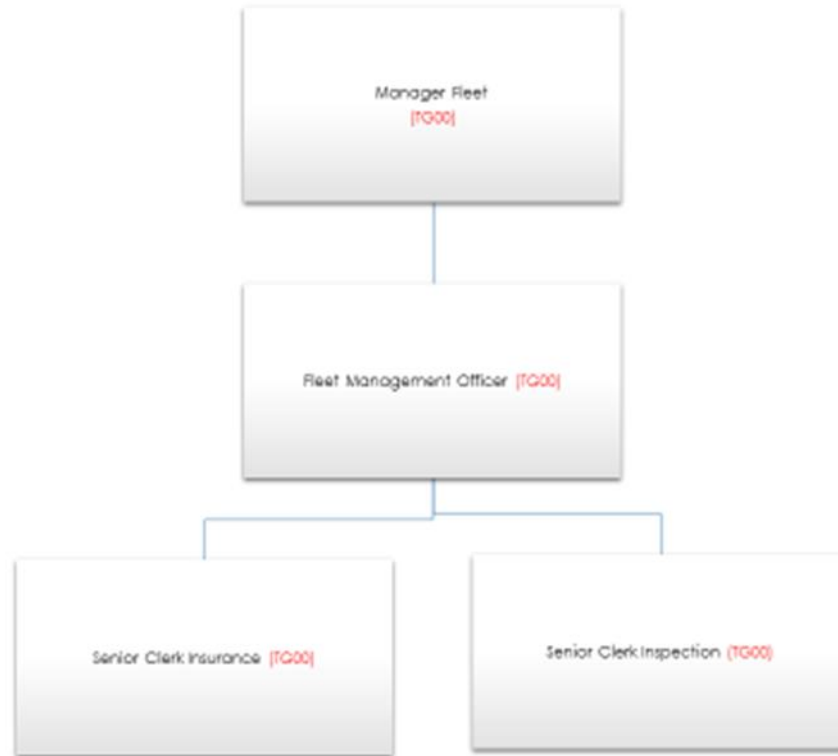 Manager Fleet
(TG00)
Fleet Management Officer (TG00)
Senior Clerk Insurance (TG00)
Senior Clerk Inspection (TG00)